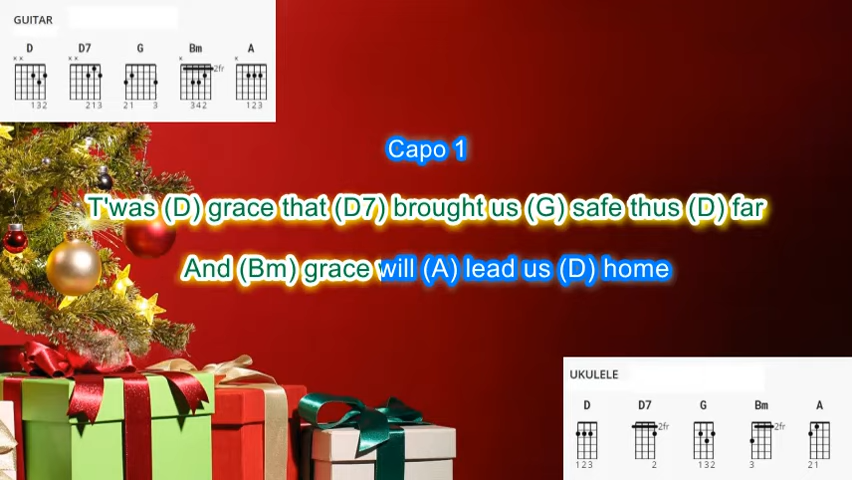 GUITAR
D D7 G Bm A
xx xx x x
2fr
132 213 21 3 342 123
Capo 1
T'was (D) grace that (D7) brought us (G) safe thus (D) far
And (Bm) grace will (A) lead us (D) home
UKULELE
D D7 G Bm A
2fr 2fr
123 2 132 3 21